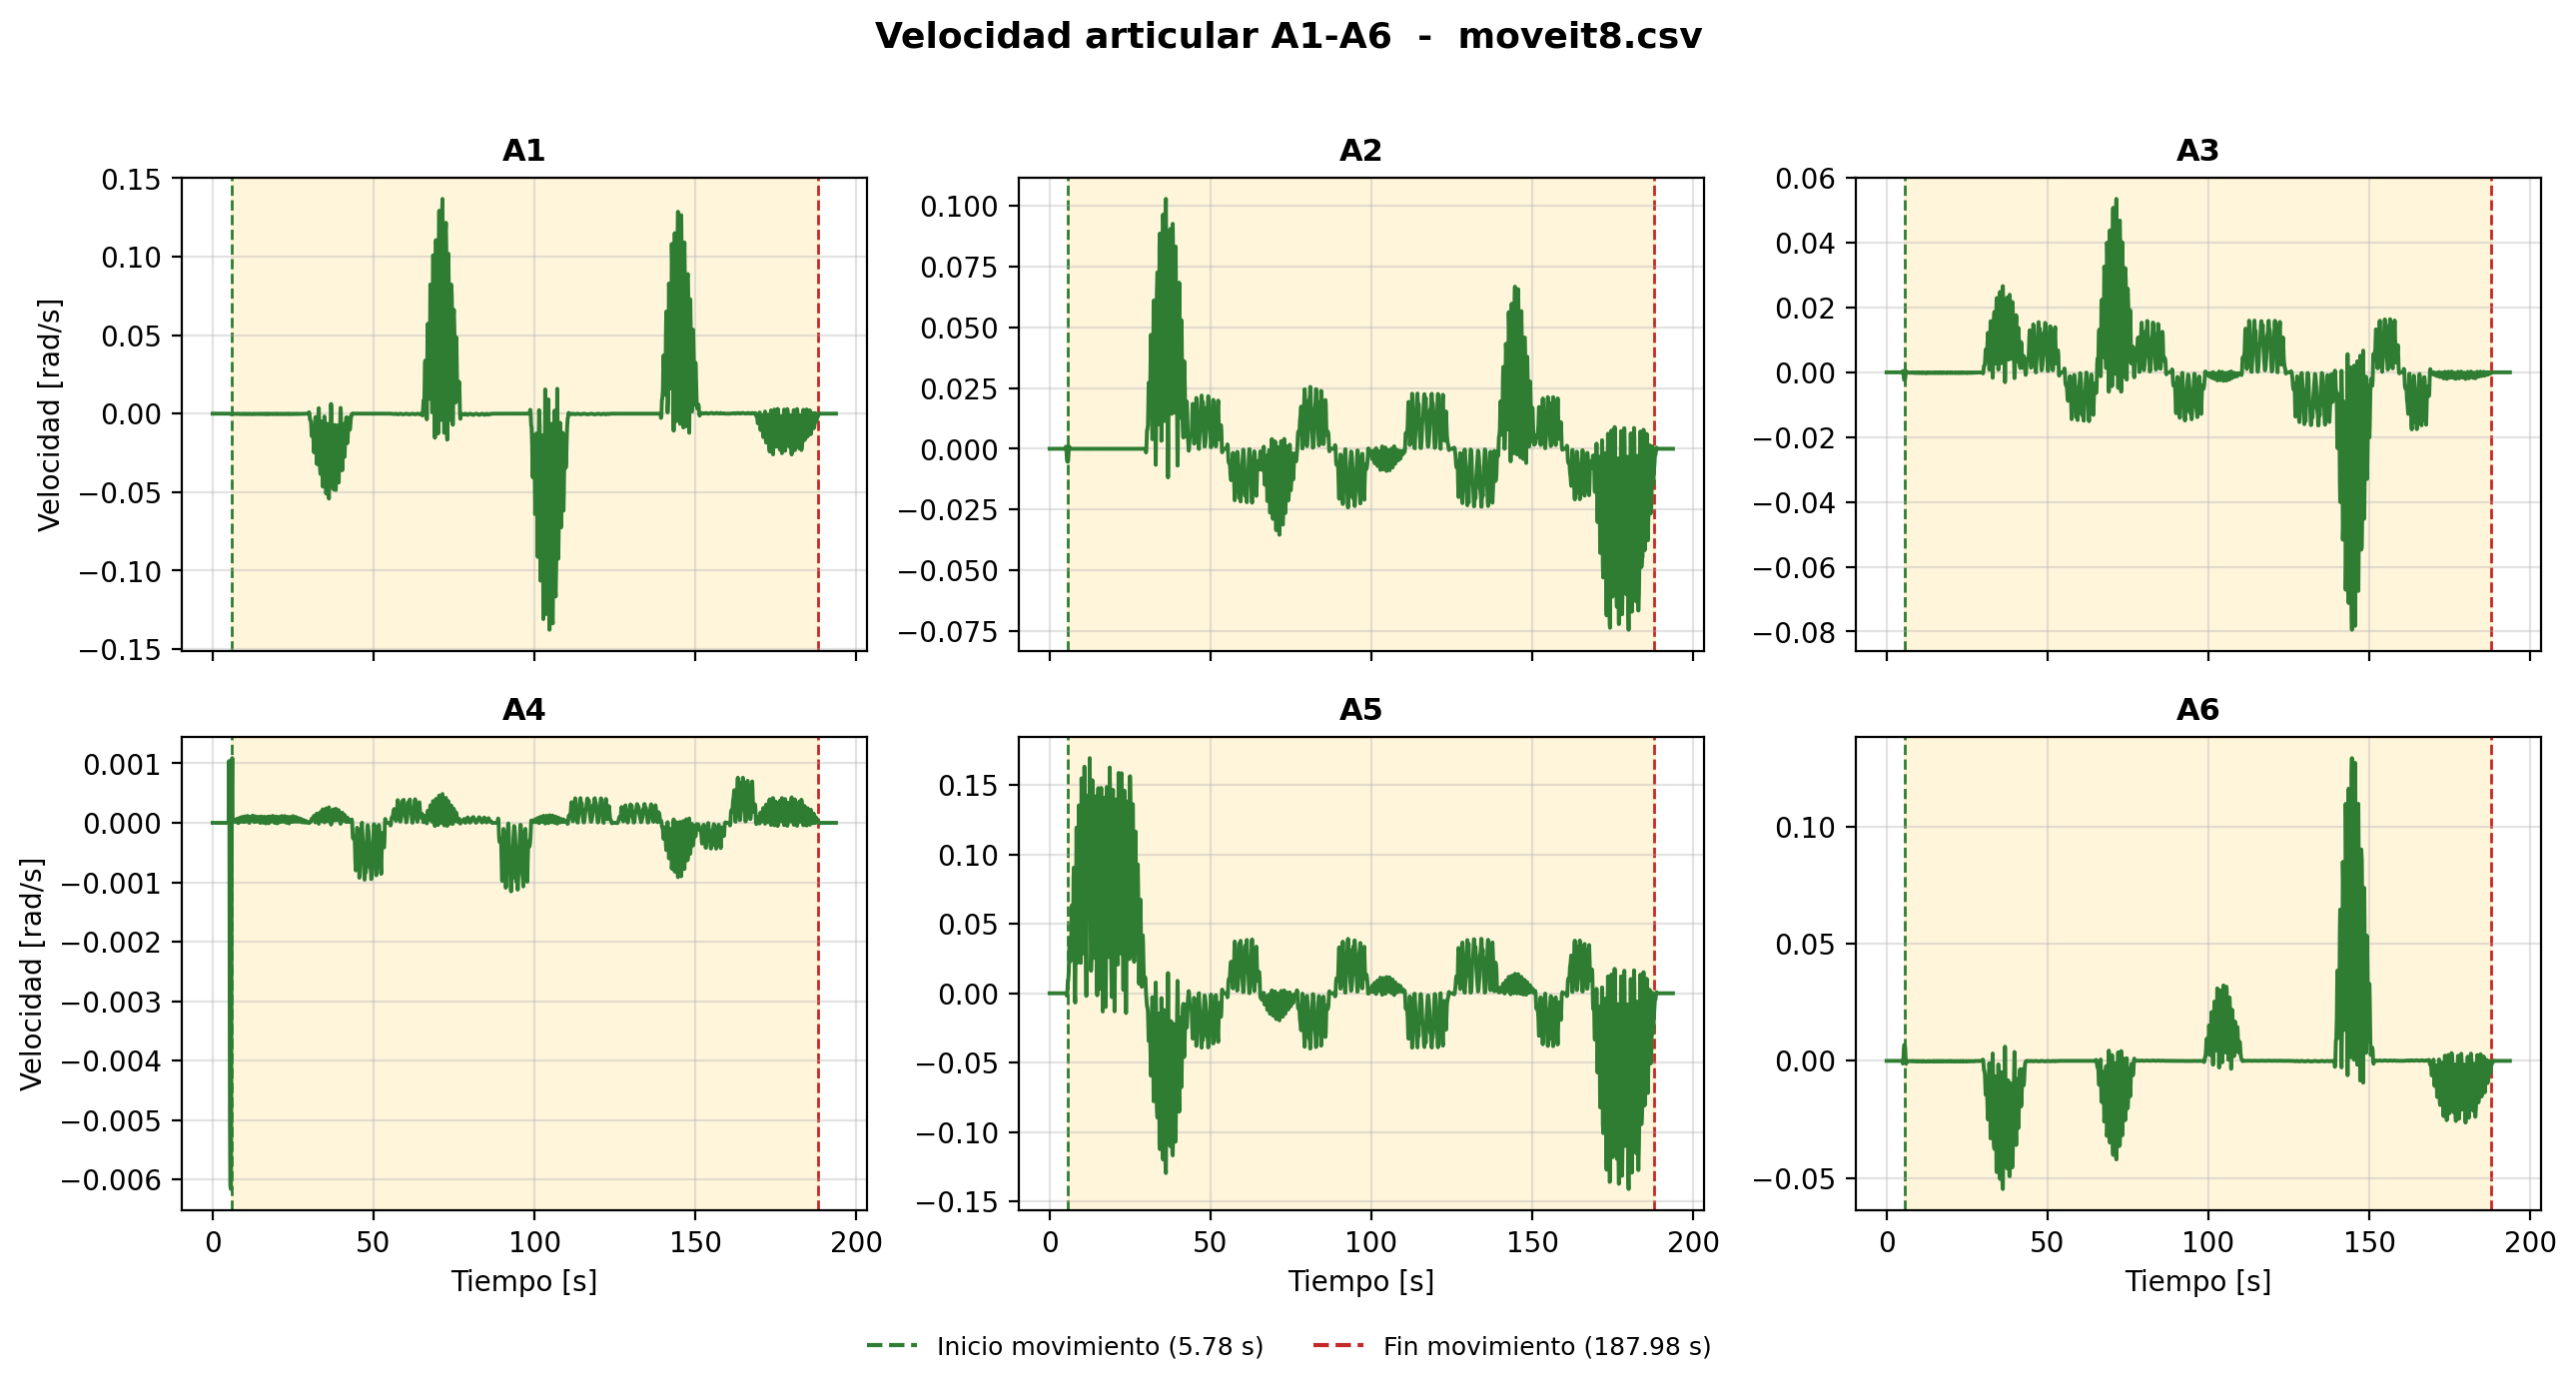 Velocidad articular A1-A6  -  moveit8.csv
A1
A2
A3
0.15
0.10
0.05
0.00
−0.05
−0.10
−0.15
Velocidad [rad/s]
0.100
0.075
0.050
0.025
0.000
−0.025
−0.050
−0.075
0.06
0.04
0.02
0.00
−0.02
−0.04
−0.06
−0.08
A4
A5
A6
0.001
0.000
−0.001
−0.002
−0.003
−0.004
−0.005
−0.006
Velocidad [rad/s]
0 50 100 150 200
Tiempo [s]
0.15
0.10
0.05
0.00
−0.05
−0.10
−0.15
0 50 100 150 200
Tiempo [s]
0.10
0.05
0.00
−0.05
0 50 100 150 200
Tiempo [s]
Inicio movimiento (5.78 s)
Fin movimiento (187.98 s)